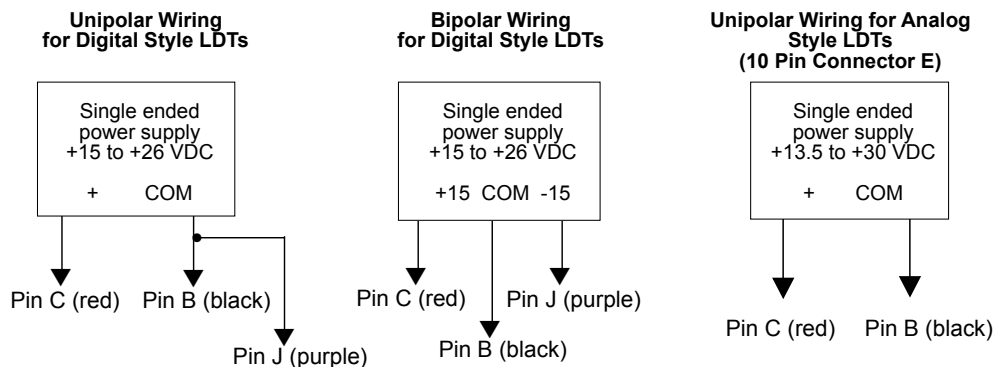 Unipolar Wiring
for Digital Style LDTs
Single ended
power supply
+15 to +26 VDC
+ COM
Pin C (red) Pin B (black)
Pin J (purple)
Bipolar Wiring
for Digital Style LDTs
Single ended
power supply
+15 to +26 VDC
+15 COM -15
Pin C (red) Pin J (purple)
Pin B (black)
Unipolar Wiring for Analog
Style LDTs
(10 Pin Connector E)
Single ended
power supply
+13.5 to +30 VDC
+ COM
Pin C (red) Pin B (black)